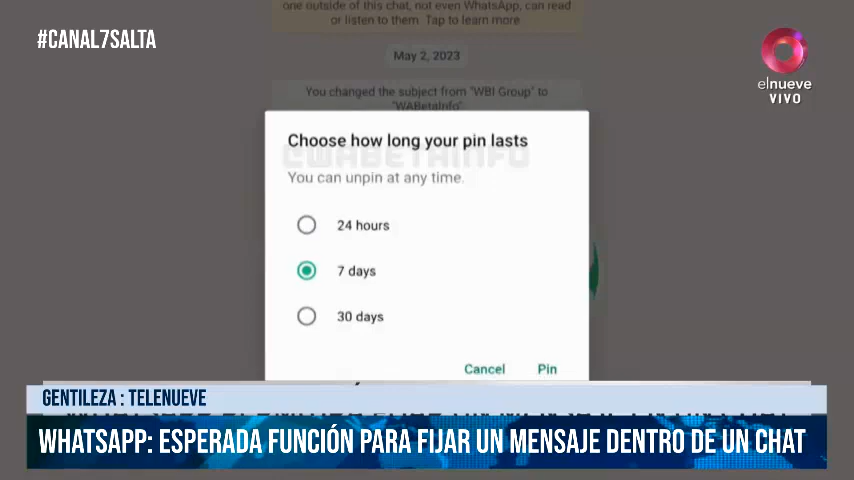 one outside of this chat, not even WhatsApp, can read
or listen to them. Tap to learn more.
#CANAL7SALTA
May 2, 2023
elnueve
VIVO
You changed the subject from "WBI Group" to
"WABetaInfo"
Choose how long your pin lasts
CWABETAINFO
You can unpin at any time.
24 hours
7 days
30 days
Cancel
Pin
GENTILEZA : TELENUEVE
WHATSAPP: ESPERADA FUNCIÓN PARA FIJAR UN MENSAJE DENTRO DE UN CHAT